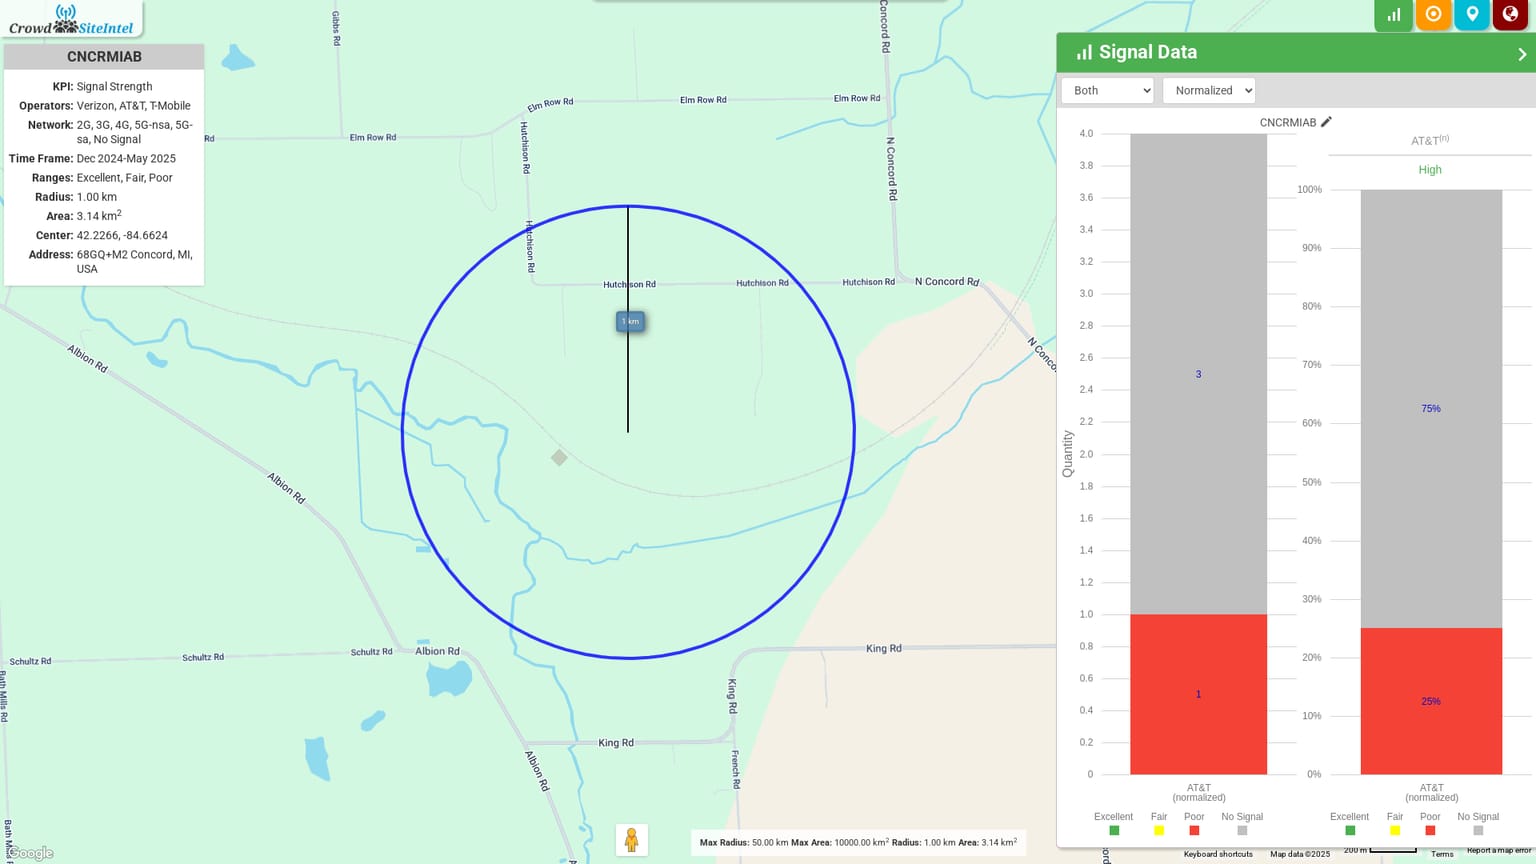 Crowd SiteIntel
CNCRMIAB
KPI: Signal Strength
Operators: Verizon, AT&T, T-Mobile
Network: 2G, 3G, 4G, 5G-nsa, 5G-
sa, No Signal
Time Frame: Dec 2024-May 2025
Ranges: Excellent, Fair, Poor
Radius: 1.00 km
Area: 3.14 km²
Center: 42.2266, -84.6624
Address: 68GQ+M2 Concord, MI,
USA
Gibbs Rd
Concord Rd
Elm Row Rd
Elm Row Rd
Elm Row Rd
Rd
Elm Row Rd
Hutchison Rd
N Concord Rd
Hutchison Rd
Hutchison Rd
Hutchison Rd
Hutchison Rd
N Concord Rd
1 km
N Conco
Albion Rd
Albion Rd
Schultz Rd
Schultz Rd
Schultz Rd
Albion Rd
King Rd
Bath Mills Rd
King Rd
King Rd
French Rd
Albion Rd
Bath M
A
Google
Max Radius: 50.00 km Max Area: 10000.00 km² Radius: 1.00 km Area: 3.14 km²
Signal Data
Both
Normalized
CNCRMIAB
4.0
3.8
3.6
3.4
3.2
3.0
2.8
2.6
2.4
2.2
2.0
1.8
1.6
1.4
1.2
1.0
0.8
0.6
0.4
0.2
0
Quantity
3
1
AT&T
(normalized)
Excellent Fair Poor No Signal
AT&T(n)
High
100%
90%
80%
70%
60%
50%
40%
30%
20%
10%
0%
75%
25%
AT&T
(normalized)
Excellent Fair Poor No Signal
Keyboard shortcuts Map data ©2025 200 m Terms Report a map error